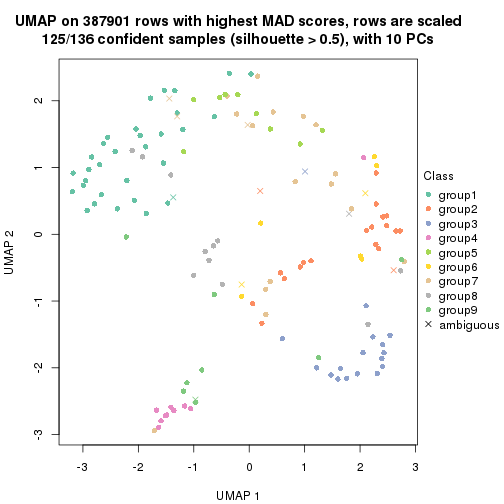 UMAP on 387901 rows with highest MAD scores, rows are scaled
125/136 confident samples (silhouette > 0.5), with 10 PCs
2
1
0
-1
-2
-3
UMAP 2
-3
-2
-1
0
1
2
3
UMAP 1
Class
group1
group2
group3
group4
group5
group6
group7
group8
group9
ambiguous